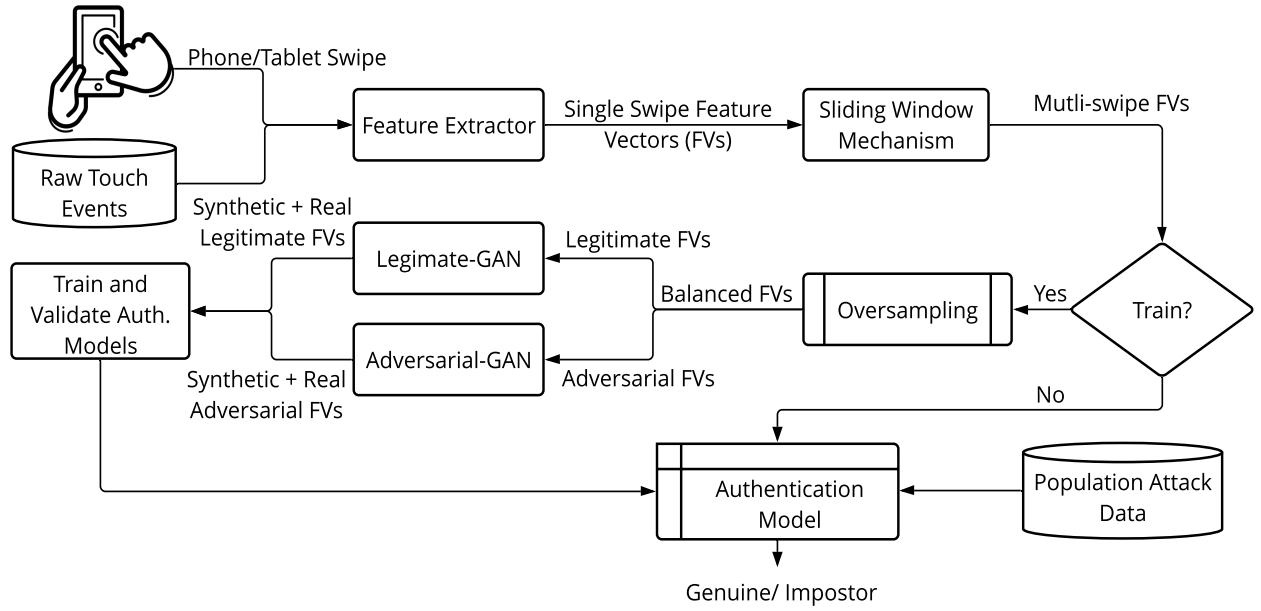 Phone/Tablet Swipe
Feature Extractor
Single Swipe Feature
Vectors (FVs)
Sliding Window
Mechanism
Mutli-swipe FVs
Raw Touch
Events
Synthetic + Real
Legitimate FVs
Legimate-GAN
Legitimate FVs
Train and
Validate Auth.
Models
Balanced FVs
Oversampling
Yes
Train?
Adversarial-GAN
Synthetic + Real
Adversarial FVs
Adversarial FVs
No
Authentication
Model
Population Attack
Data
Genuine/ Impostor